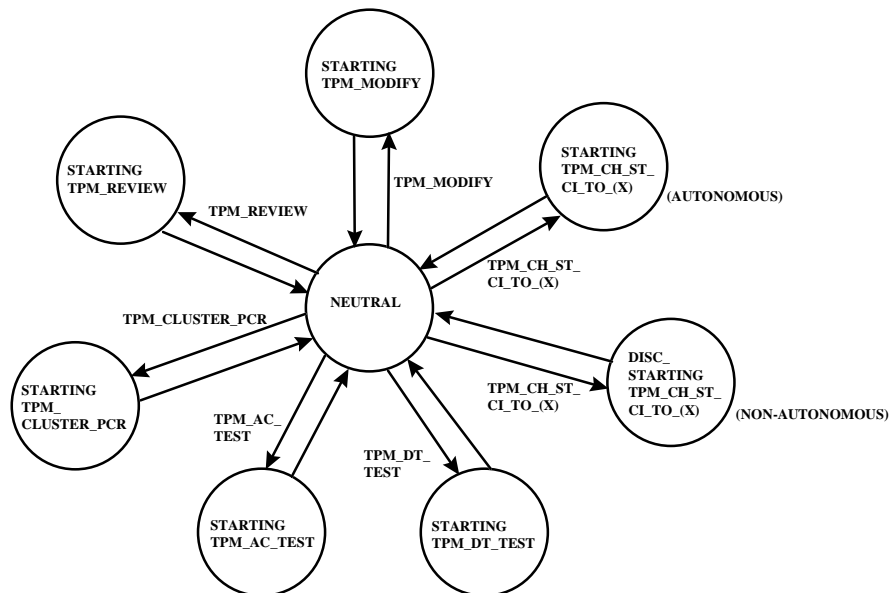 STARTING
TPM_MODIFY
STARTING
TPM_REVIEW
STARTING
TPM_CH_ST_
CI_TO_(X)
(AUTONOMOUS)
TPM_MODIFY
TPM_REVIEW
TPM_CH_ST_
CI_TO_(X)
NEUTRAL
TPM_CLUSTER_PCR
DISC_
STARTING
TPM_CH_ST_
CI_TO_(X)
(NON-AUTONOMOUS)
TPM_CH_ST_
CI_TO_(X)
STARTING
TPM_
CLUSTER_PCR
TPM_AC_
TEST
TPM_DT_
TEST
STARTING
TPM_AC_TEST
STARTING
TPM_DT_TEST